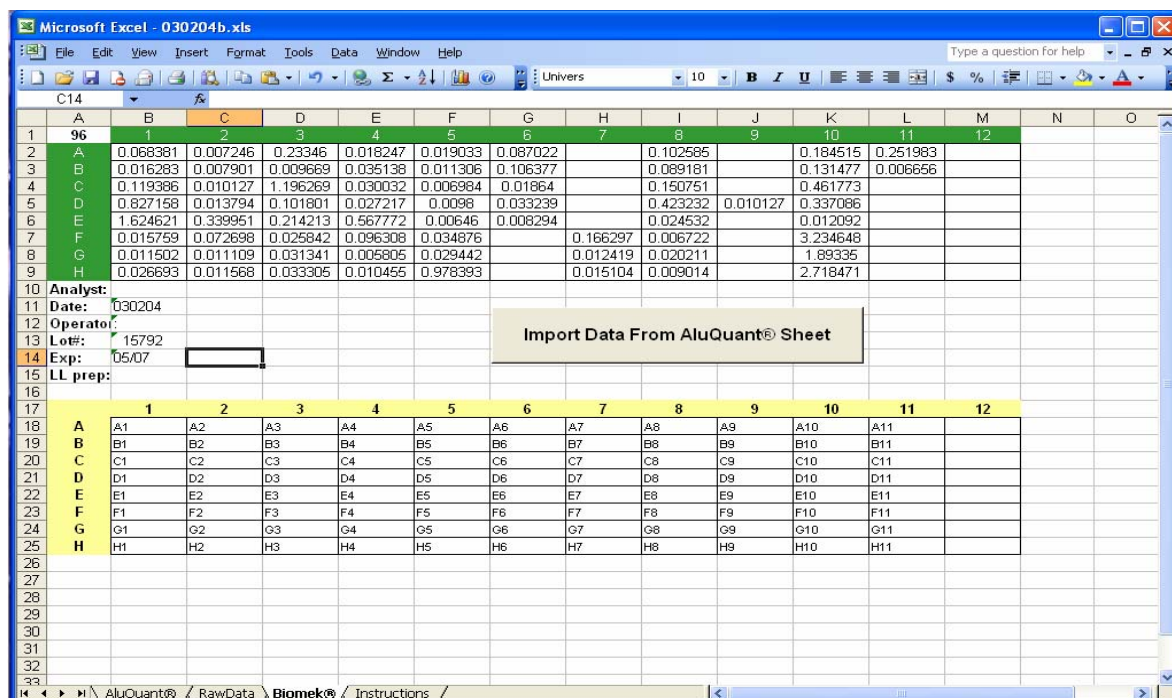 Microsoft Excel - 030204b.xls
File Edit View Insert Format Tools Data Window Help Type a question for help
Univers 10 B I U $ %
C14 fx
A B C D E F G H I J K L M N O
1 96 1 2 3 4 5 6 7 8 9 10 11 12
2 A 0.068381 0.007246 0.23346 0.018247 0.019033 0.087022 0.102585 0.184515 0.251983
3 B 0.016283 0.007901 0.009669 0.035138 0.011306 0.106377 0.089181 0.131477 0.006656
4 C 0.119386 0.010127 1.196269 0.030032 0.006984 0.01864 0.150751 0.461773
5 D 0.827158 0.013794 0.101801 0.027217 0.0098 0.033239 0.423232 0.010127 0.337086
6 E 1.624621 0.339951 0.214213 0.567772 0.00646 0.008294 0.024532 0.012092
7 F 0.015759 0.072698 0.025842 0.096308 0.034876 0.166297 0.006722 3.234648
8 G 0.011502 0.011109 0.031341 0.005805 0.029442 0.012419 0.020211 1.89335
9 H 0.026693 0.011568 0.033305 0.010455 0.978393 0.015104 0.009014 2.718471
10 Analyst:
11 Date: 030204
12 Operator:
13 Lot#: 15792
14 Exp: 05/07
15 LL prep:
Import Data From AluQuant® Sheet
16
17 1 2 3 4 5 6 7 8 9 10 11 12
18 A A1 A2 A3 A4 A5 A6 A7 A8 A9 A10 A11
19 B B1 B2 B3 B4 B5 B6 B7 B8 B9 B10 B11
20 C C1 C2 C3 C4 C5 C6 C7 C8 C9 C10 C11
21 D D1 D2 D3 D4 D5 D6 D7 D8 D9 D10 D11
22 E E1 E2 E3 E4 E5 E6 E7 E8 E9 E10 E11
23 F F1 F2 F3 F4 F5 F6 F7 F8 F9 F10 F11
24 G G1 G2 G3 G4 G5 G6 G7 G8 G9 G10 G11
25 H H1 H2 H3 H4 H5 H6 H7 H8 H9 H10 H11
26
27
28
29
30
31
32
33
AluQuant® / RawData \ Biomek® / Instructions /